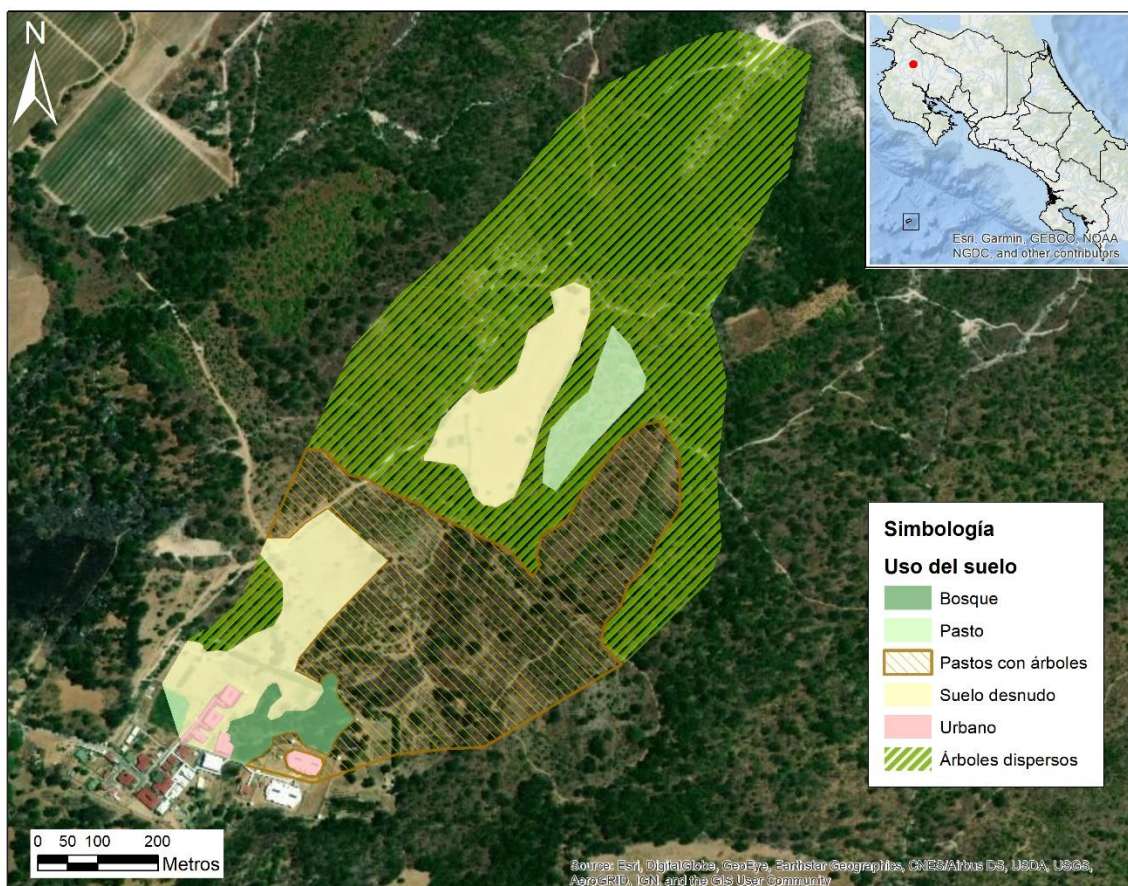 N
Esri, Garmin, GEBCO, NOAA
NGDC, and other contributors
Simbología
Uso del suelo
Bosque
Pasto
Pastos con árboles
Suelo desnudo
Urbano
Árboles dispersos
0 50 100 200
Metros
Source: Esri, DigitalGlobe, GeoEye, Earthstar Geographics, CNES/Airbus DS, USDA, USGS,
AeroGRID, IGN, and the GIS User Community